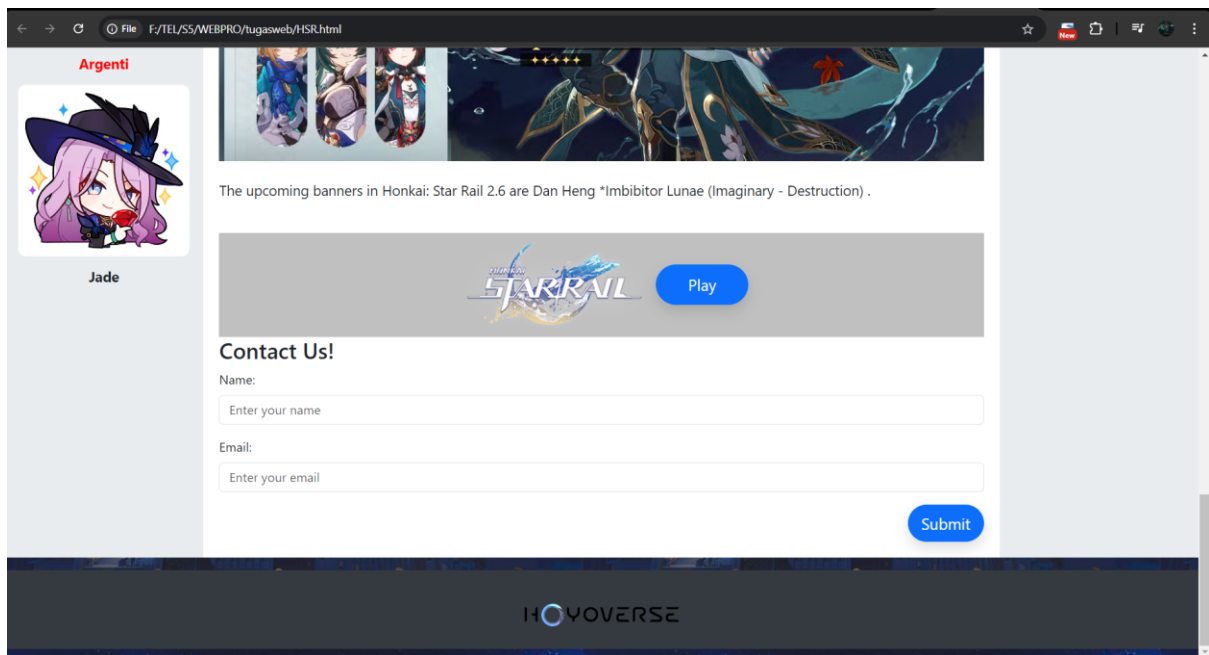 File F:/TEL/S5/WEBPRO/tugasweb/HSR.html
New
Argenti
The upcoming banners in Honkai: Star Rail 2.6 are Dan Heng *Imbibitor Lunae (Imaginary - Destruction) .
Jade
HONKAI
STAR RAIL
Play
Contact Us!
Name:
Enter your name
Email:
Enter your email
Submit
HOYOVERSE